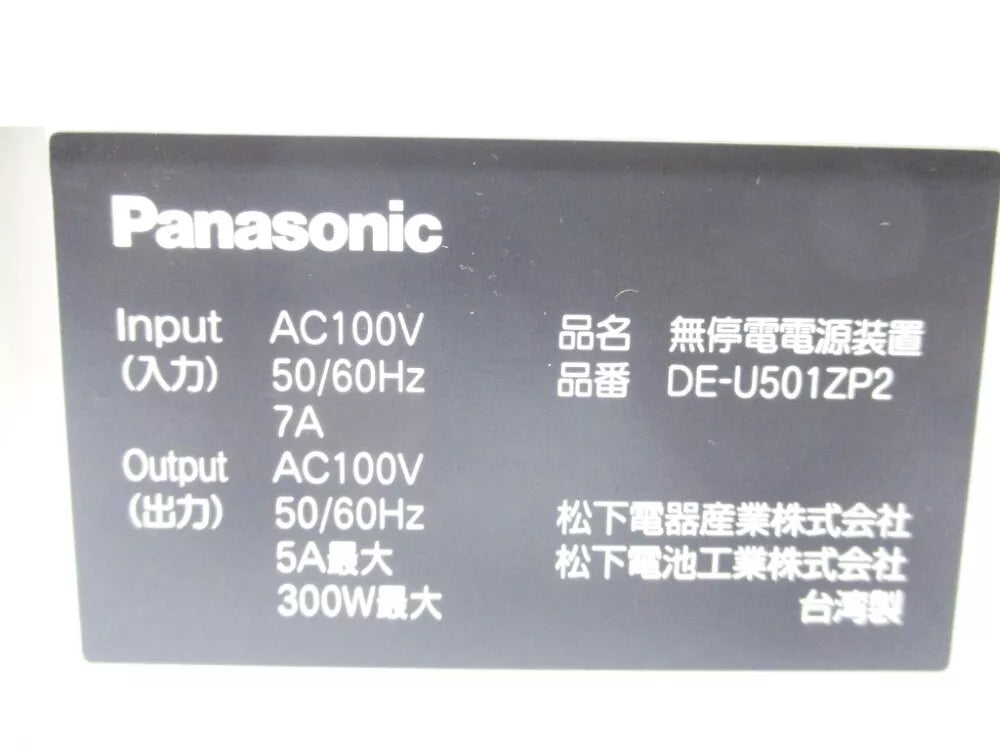 Panasonic
Input AC100V
(入力) 50/60Hz
7A
Output AC100V
(出力) 50/60Hz
5A最大
300W最大
品名 無停電電源装置
品番 DE-U501ZP2
松下電器産業株式会社
松下電池工業株式会社
台湾製